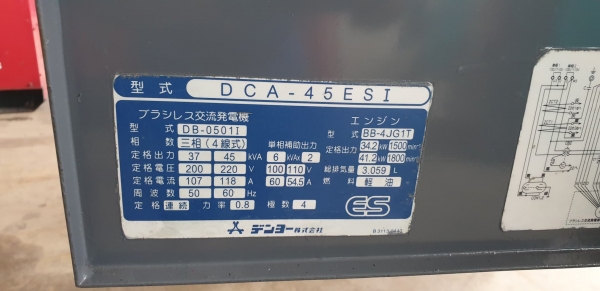 型式 DCA-45ESI
ブラシレス交流発電機 エンジン
型式 DB-0501I 型式 BB-4JG1T
相数 三相(4線式) 単相補助出力 定格出力 34.2 kW 1500 min⁻¹
定格出力 37 45 kVA 6 kVA× 2 41.2 kW 1800 min⁻¹
定格電圧 200 220 V 100 110 V 総排気量 3,059 L
定格電流 107 118 A 60 54.5 A 燃料 軽油
周波数 50 60 Hz
定格 連続 力率 0.8 極数 4 ES
デンヨー株式会社